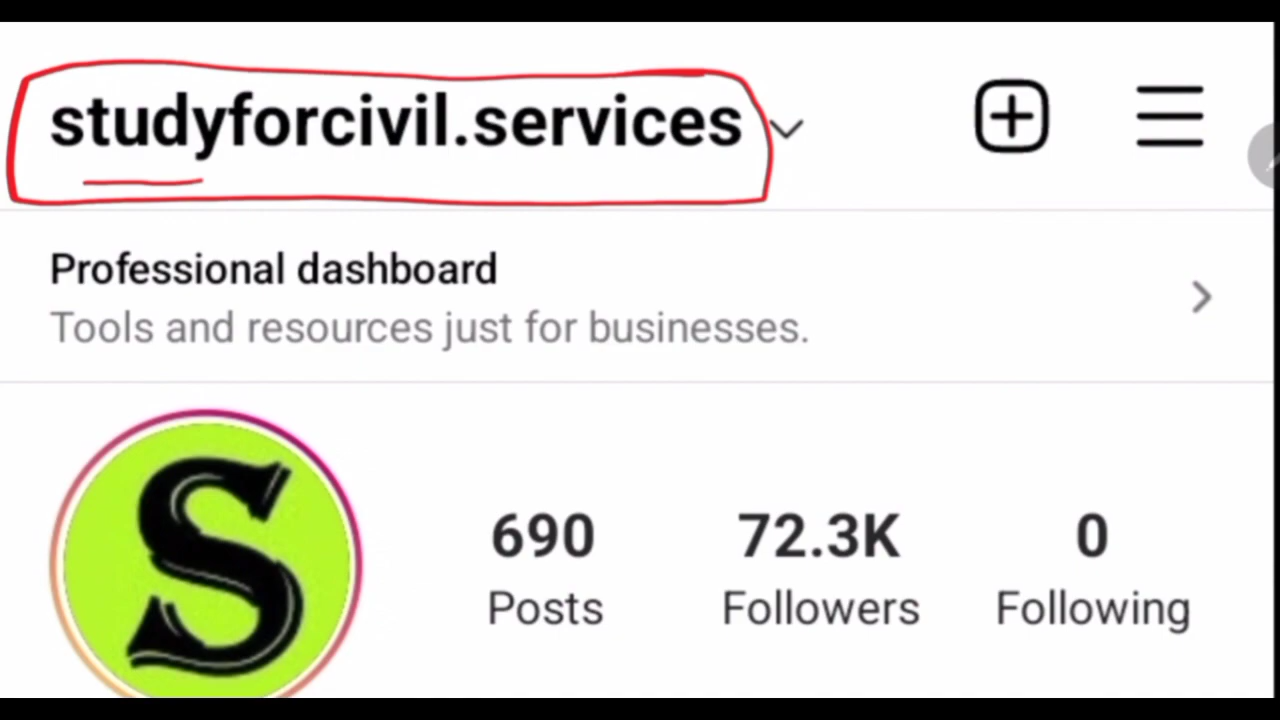 studyforcivil.services
Professional dashboard
Tools and resources just for businesses.
S
690 72.3K 0
Posts Followers Following